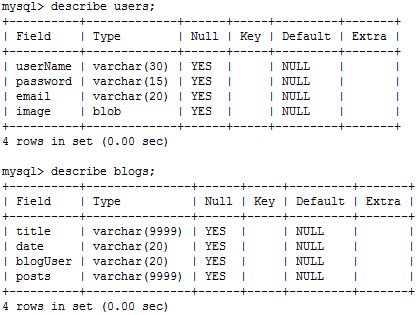 mysql> describe users;
+----------+-------------+------+-----+---------+-------+
| Field    | Type        | Null | Key | Default | Extra |
+----------+-------------+------+-----+---------+-------+
| userName | varchar(30) | YES  |     | NULL    |       |
| password | varchar(15) | YES  |     | NULL    |       |
| email    | varchar(20) | YES  |     | NULL    |       |
| image    | blob        | YES  |     | NULL    |       |
+----------+-------------+------+-----+---------+-------+
4 rows in set (0.00 sec)

mysql> describe blogs;
+----------+---------------+------+-----+---------+-------+
| Field    | Type          | Null | Key | Default | Extra |
+----------+---------------+------+-----+---------+-------+
| title    | varchar(9999) | YES  |     | NULL    |       |
| date     | varchar(20)   | YES  |     | NULL    |       |
| blogUser | varchar(20)   | YES  |     | NULL    |       |
| posts    | varchar(9999) | YES  |     | NULL    |       |
+----------+---------------+------+-----+---------+-------+
4 rows in set (0.00 sec)